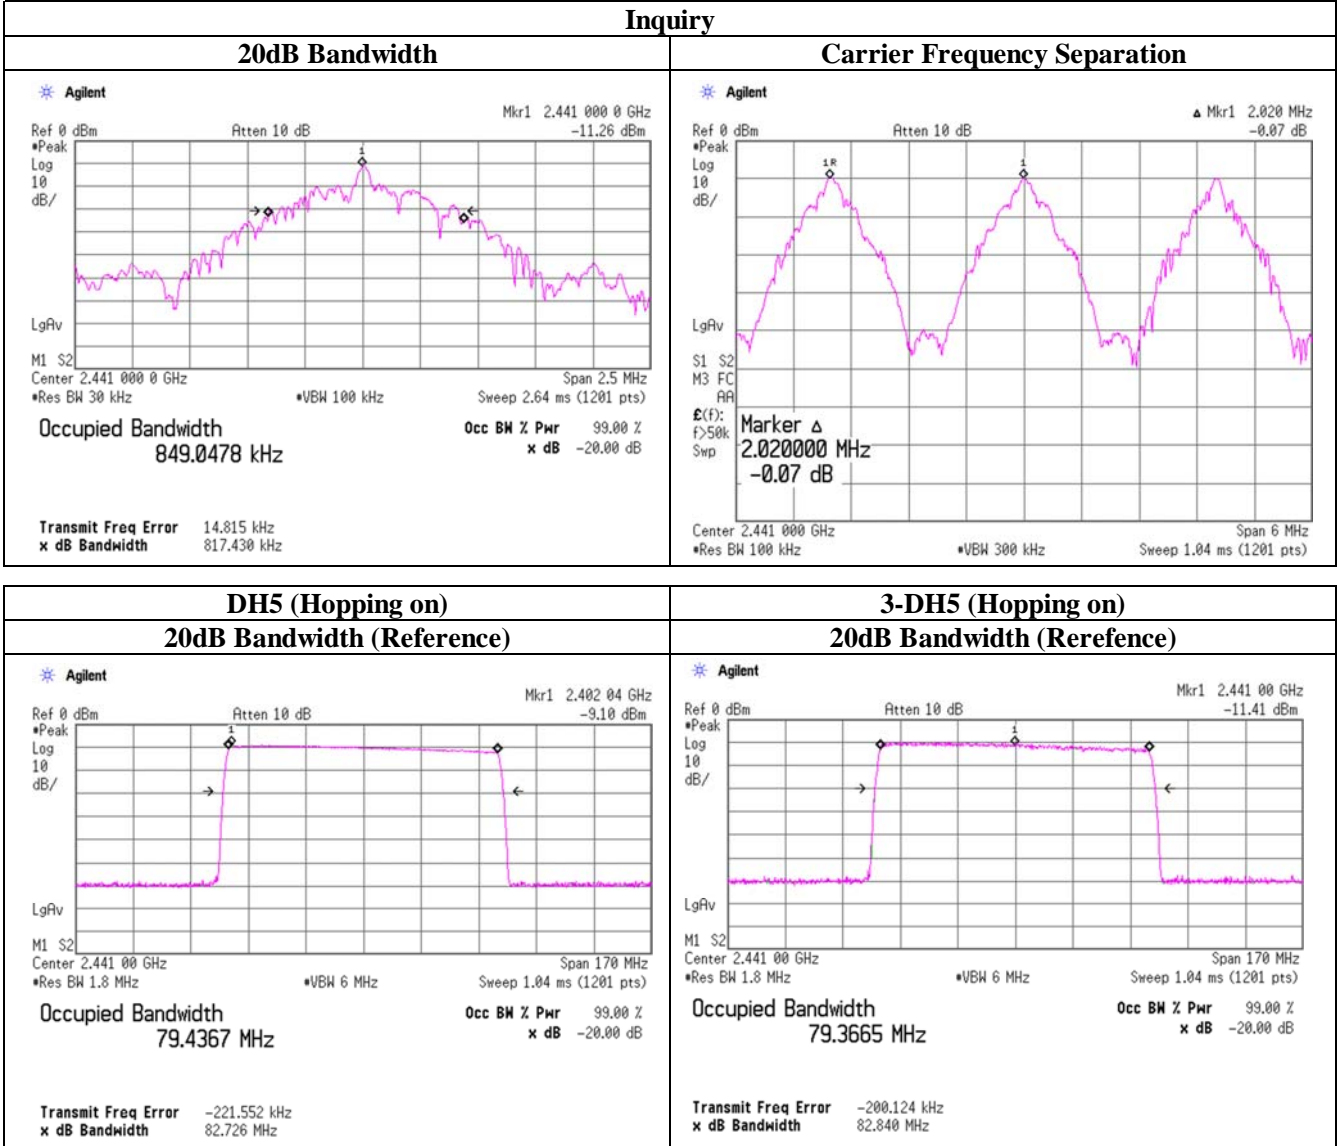 Inquiry
20dB Bandwidth
Carrier Frequency Separation
Agilent
Mkr1 2.441 000 0 GHz
Ref 0 dBm Atten 10 dB -11.26 dBm
*Peak
Log
10
dB/
1
LgAv
M1 S2
Center 2.441 000 0 GHz Span 2.5 MHz
*Res BW 30 kHz *VBW 100 kHz Sweep 2.64 ms (1201 pts)
Occupied Bandwidth Occ BW % Pwr 99.00 %
849.0478 kHz x dB -20.00 dB
Transmit Freq Error 14.815 kHz
x dB Bandwidth 817.430 kHz
Agilent
Δ Mkr1 2.020 MHz
Ref 0 dBm Atten 10 dB -0.07 dB
*Peak
Log
10
dB/
1R
1
LgAv
S1 S2
M3 FC
AA
£(f):
f>50k
Swp
Marker Δ
2.020000 MHz
-0.07 dB
Center 2.441 000 GHz Span 6 MHz
*Res BW 100 kHz *VBW 300 kHz Sweep 1.04 ms (1201 pts)
DH5 (Hopping on)
3-DH5 (Hopping on)
20dB Bandwidth (Reference)
20dB Bandwidth (Rerefence)
Agilent
Mkr1 2.402 04 GHz
Ref 0 dBm Atten 10 dB -9.10 dBm
*Peak
Log
10
dB/
1
LgAv
M1 S2
Center 2.441 00 GHz Span 170 MHz
*Res BW 1.8 MHz *VBW 6 MHz Sweep 1.04 ms (1201 pts)
Occupied Bandwidth Occ BW % Pwr 99.00 %
79.4367 MHz x dB -20.00 dB
Transmit Freq Error -221.552 kHz
x dB Bandwidth 82.726 MHz
Agilent
Mkr1 2.441 00 GHz
Ref 0 dBm Atten 10 dB -11.41 dBm
*Peak
Log
10
dB/
1
LgAv
M1 S2
Center 2.441 00 GHz Span 170 MHz
*Res BW 1.8 MHz *VBW 6 MHz Sweep 1.04 ms (1201 pts)
Occupied Bandwidth Occ BW % Pwr 99.00 %
79.3665 MHz x dB -20.00 dB
Transmit Freq Error -200.124 kHz
x dB Bandwidth 82.840 MHz